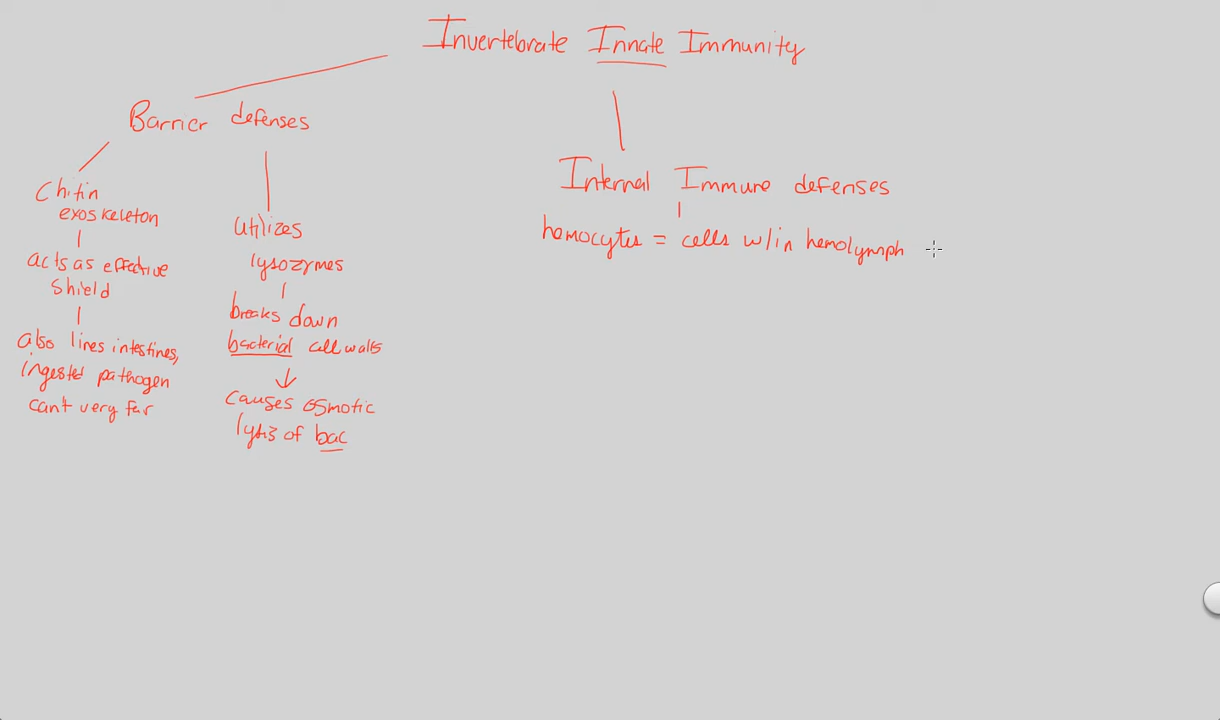 Invertebrate Innate Immunity
Barrier defenses
Chitin
exoskeleton
acts as effective
shield
also lines intestines,
ingested pathogen
can't very far
utilizes
lysozymes
breaks down
bacterial cell walls
causes osmotic
lysis of bac
Internal Immune defenses
hemocytes = cells w/in hemolymph